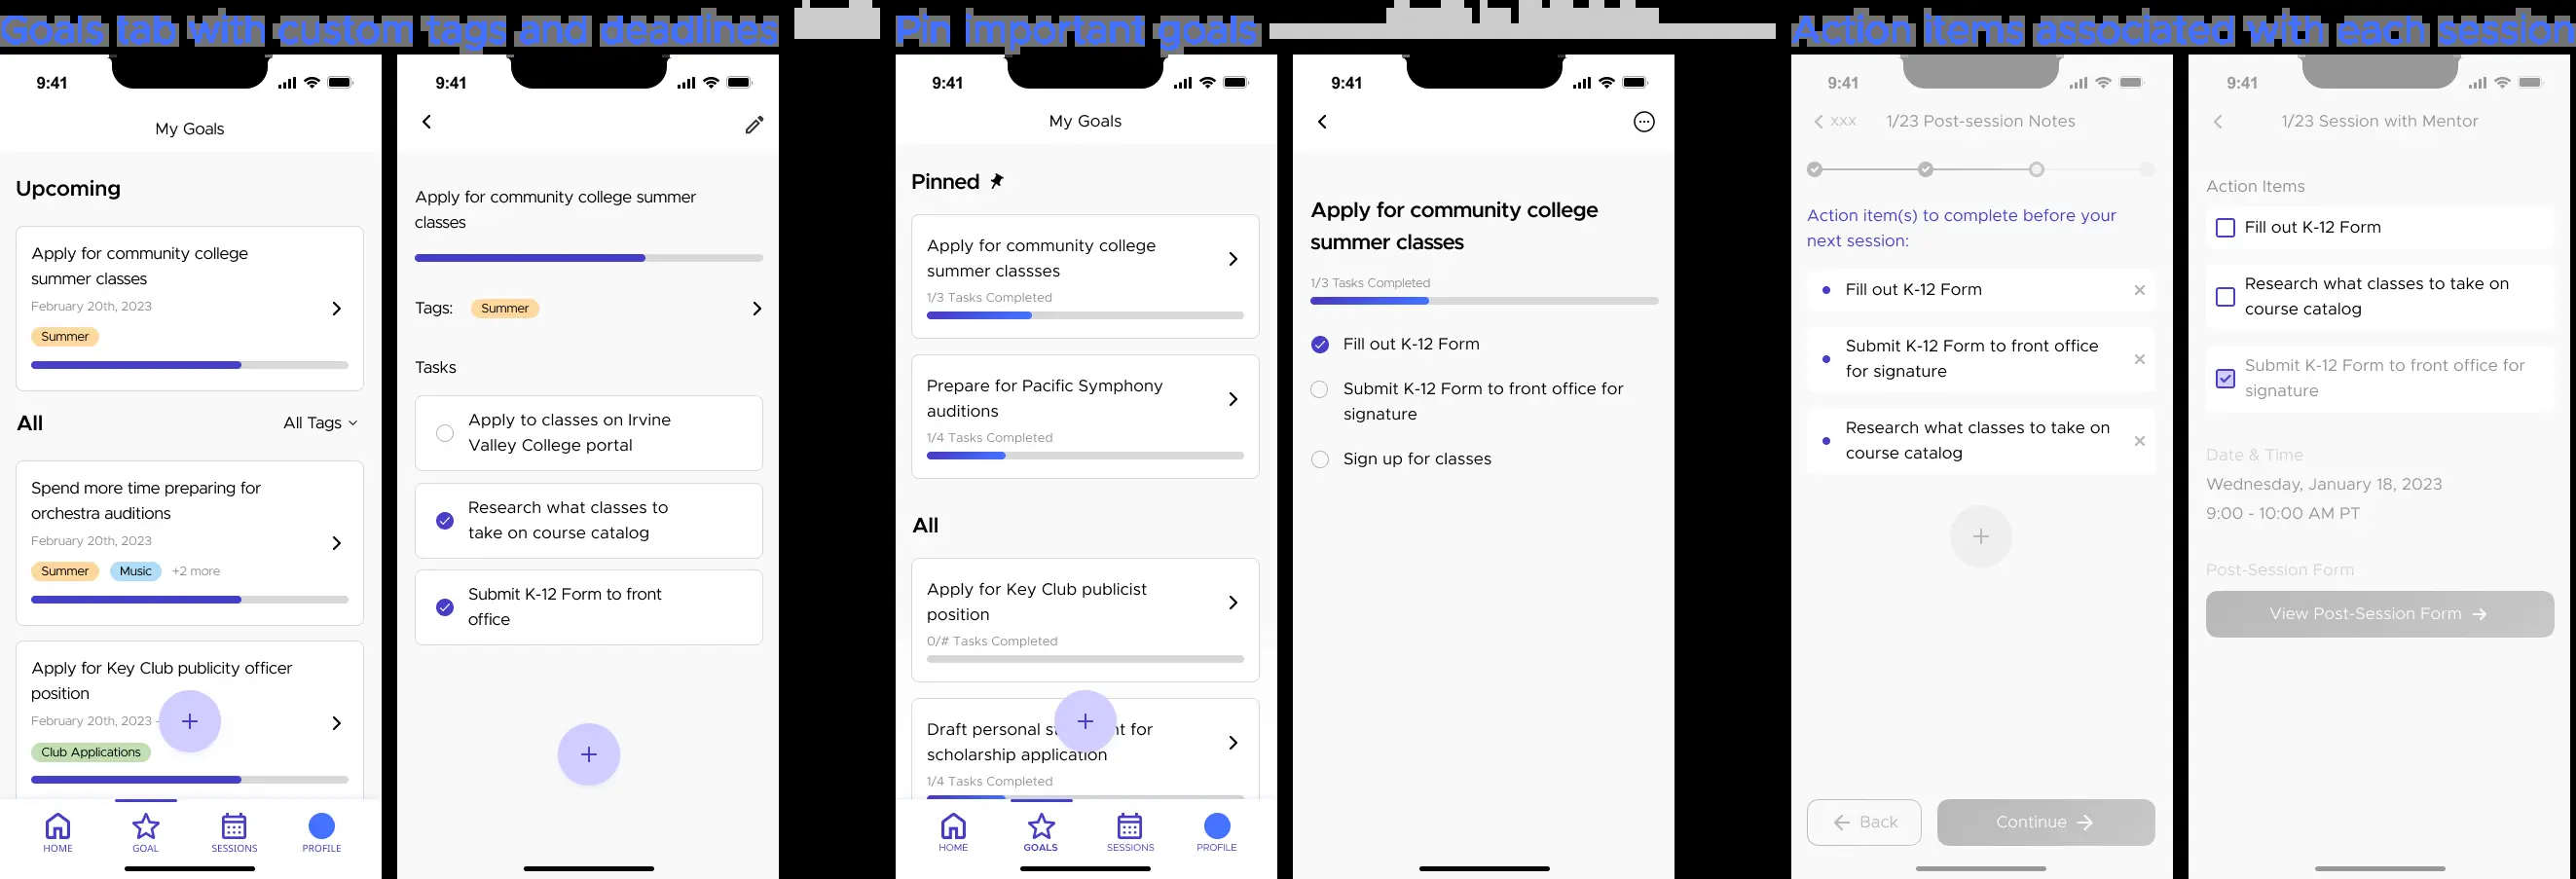 Goals tab with custom tags and deadlines
9:41
My Goals
Upcoming
Apply for community college
summer classes
February 20th, 2023
Summer
All
All Tags
Spend more time preparing for
orchestra auditions
February 20th, 2023
Summer
Music
+2 more
Apply for Key Club publicity officer
position
February 20th, 2023 -
Club Applications
HOME
GOAL
SESSIONS
PROFILE
9:41
Apply for community college summer
classes
Tags:
Summer
Tasks
Apply to classes on Irvine
Valley College portal
Research what classes to
take on course catalog
Submit K-12 Form to front
office
Pin important goals
9:41
My Goals
Pinned
Apply for community college
summer classses
1/3 Tasks Completed
Prepare for Pacific Symphony
auditions
1/4 Tasks Completed
All
Apply for Key Club publicist
position
0/# Tasks Completed
Draft personal st nt for
scholarship application
1/4 Tasks Completed
HOME
GOALS
SESSIONS
PROFILE
9:41
Apply for community college
summer classes
1/3 Tasks Completed
Fill out K-12 Form
Submit K-12 Form to front office for
signature
Sign up for classes
Action items associated with each session
9:41
XXX
1/23 Post-session Notes
Action item(s) to complete before your
next session:
Fill out K-12 Form
Submit K-12 Form to front office
for signature
Research what classes to take on
course catalog
Back
Continue
9:41
1/23 Session with Mentor
Action Items
Fill out K-12 Form
Research what classes to take on
course catalog
Submit K-12 Form to front office for
signature
Date & Time
Wednesday, January 18, 2023
9:00 - 10:00 AM PT
Post-Session Form
View Post-Session Form